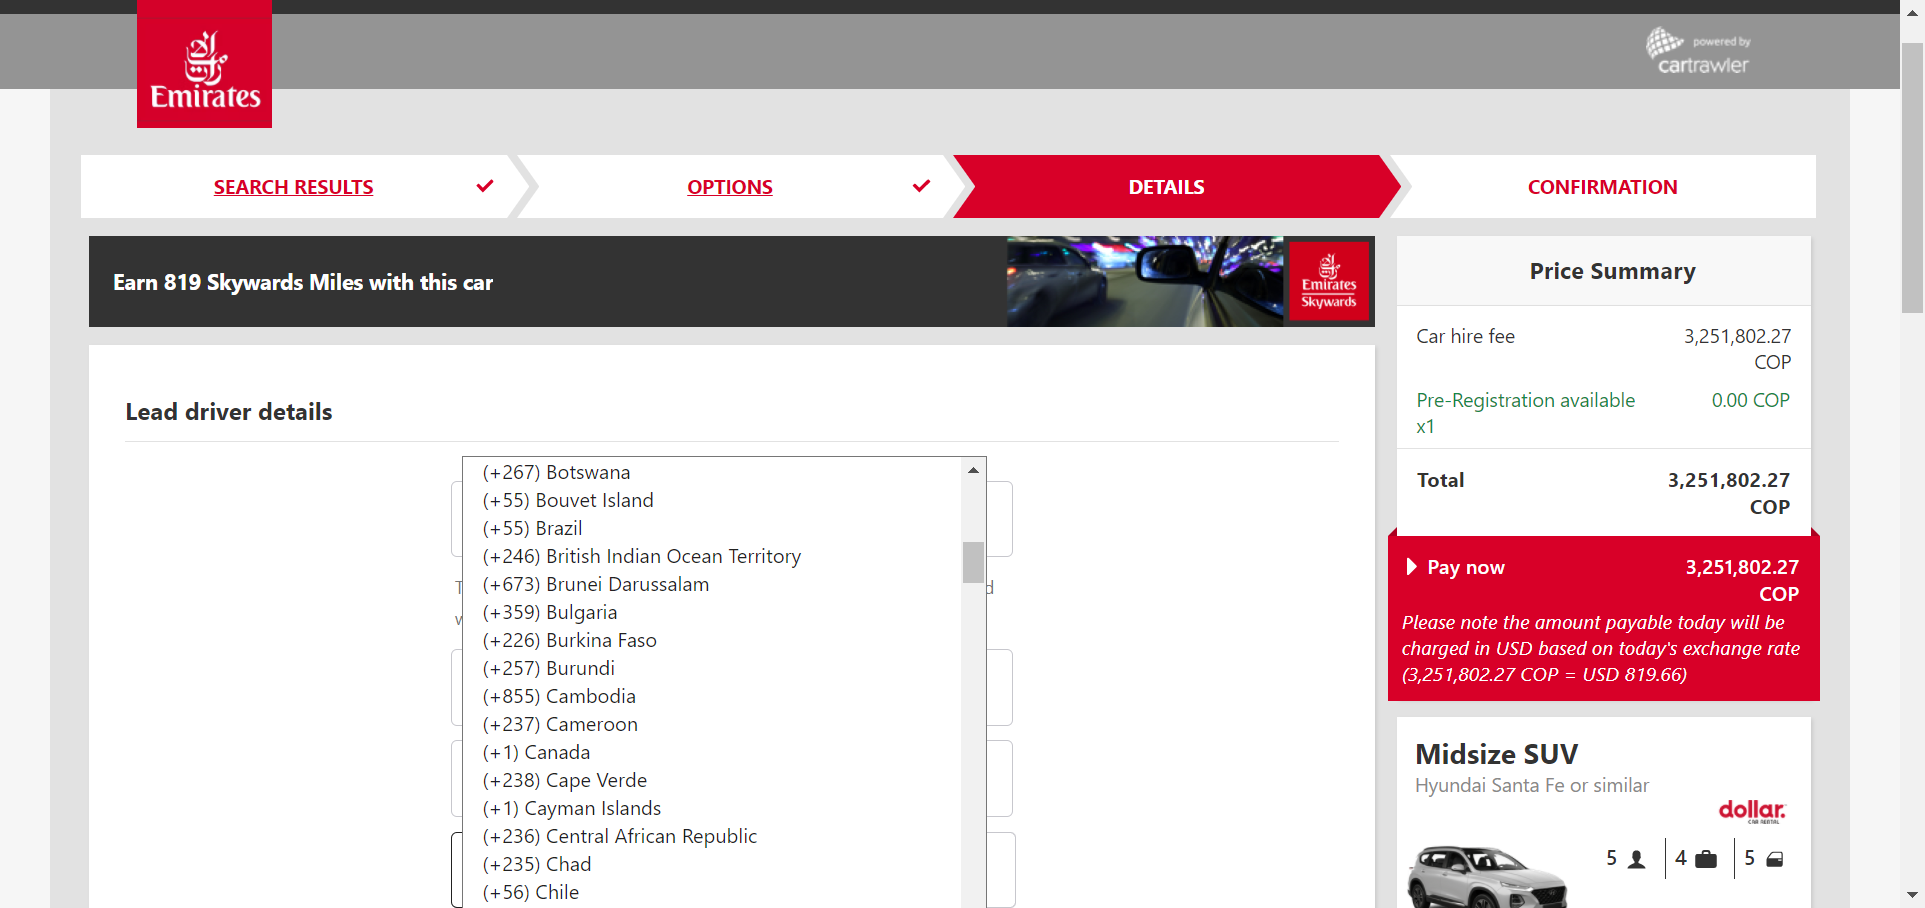 الإمارات
Emirates
powered by
cartrawler
SEARCH RESULTS
OPTIONS
DETAILS
CONFIRMATION
Earn 819 Skywards Miles with this car
Emirates
Skywards
Price Summary
Car hire fee
3,251,802.27
COP
Pre-Registration available
x1
0.00 COP
Total
3,251,802.27
COP
Pay now
3,251,802.27
COP
Please note the amount payable today will be
charged in USD based on today's exchange rate
(3,251,802.27 COP = USD 819.66)
Midsize SUV
Hyundai Santa Fe or similar
dollar.
CAR RENTAL
5
4
5
Lead driver details
(+267) Botswana
(+55) Bouvet Island
(+55) Brazil
(+246) British Indian Ocean Territory
(+673) Brunei Darussalam
(+359) Bulgaria
(+226) Burkina Faso
(+257) Burundi
(+855) Cambodia
(+237) Cameroon
(+1) Canada
(+238) Cape Verde
(+1) Cayman Islands
(+236) Central African Republic
(+235) Chad
(+56) Chile